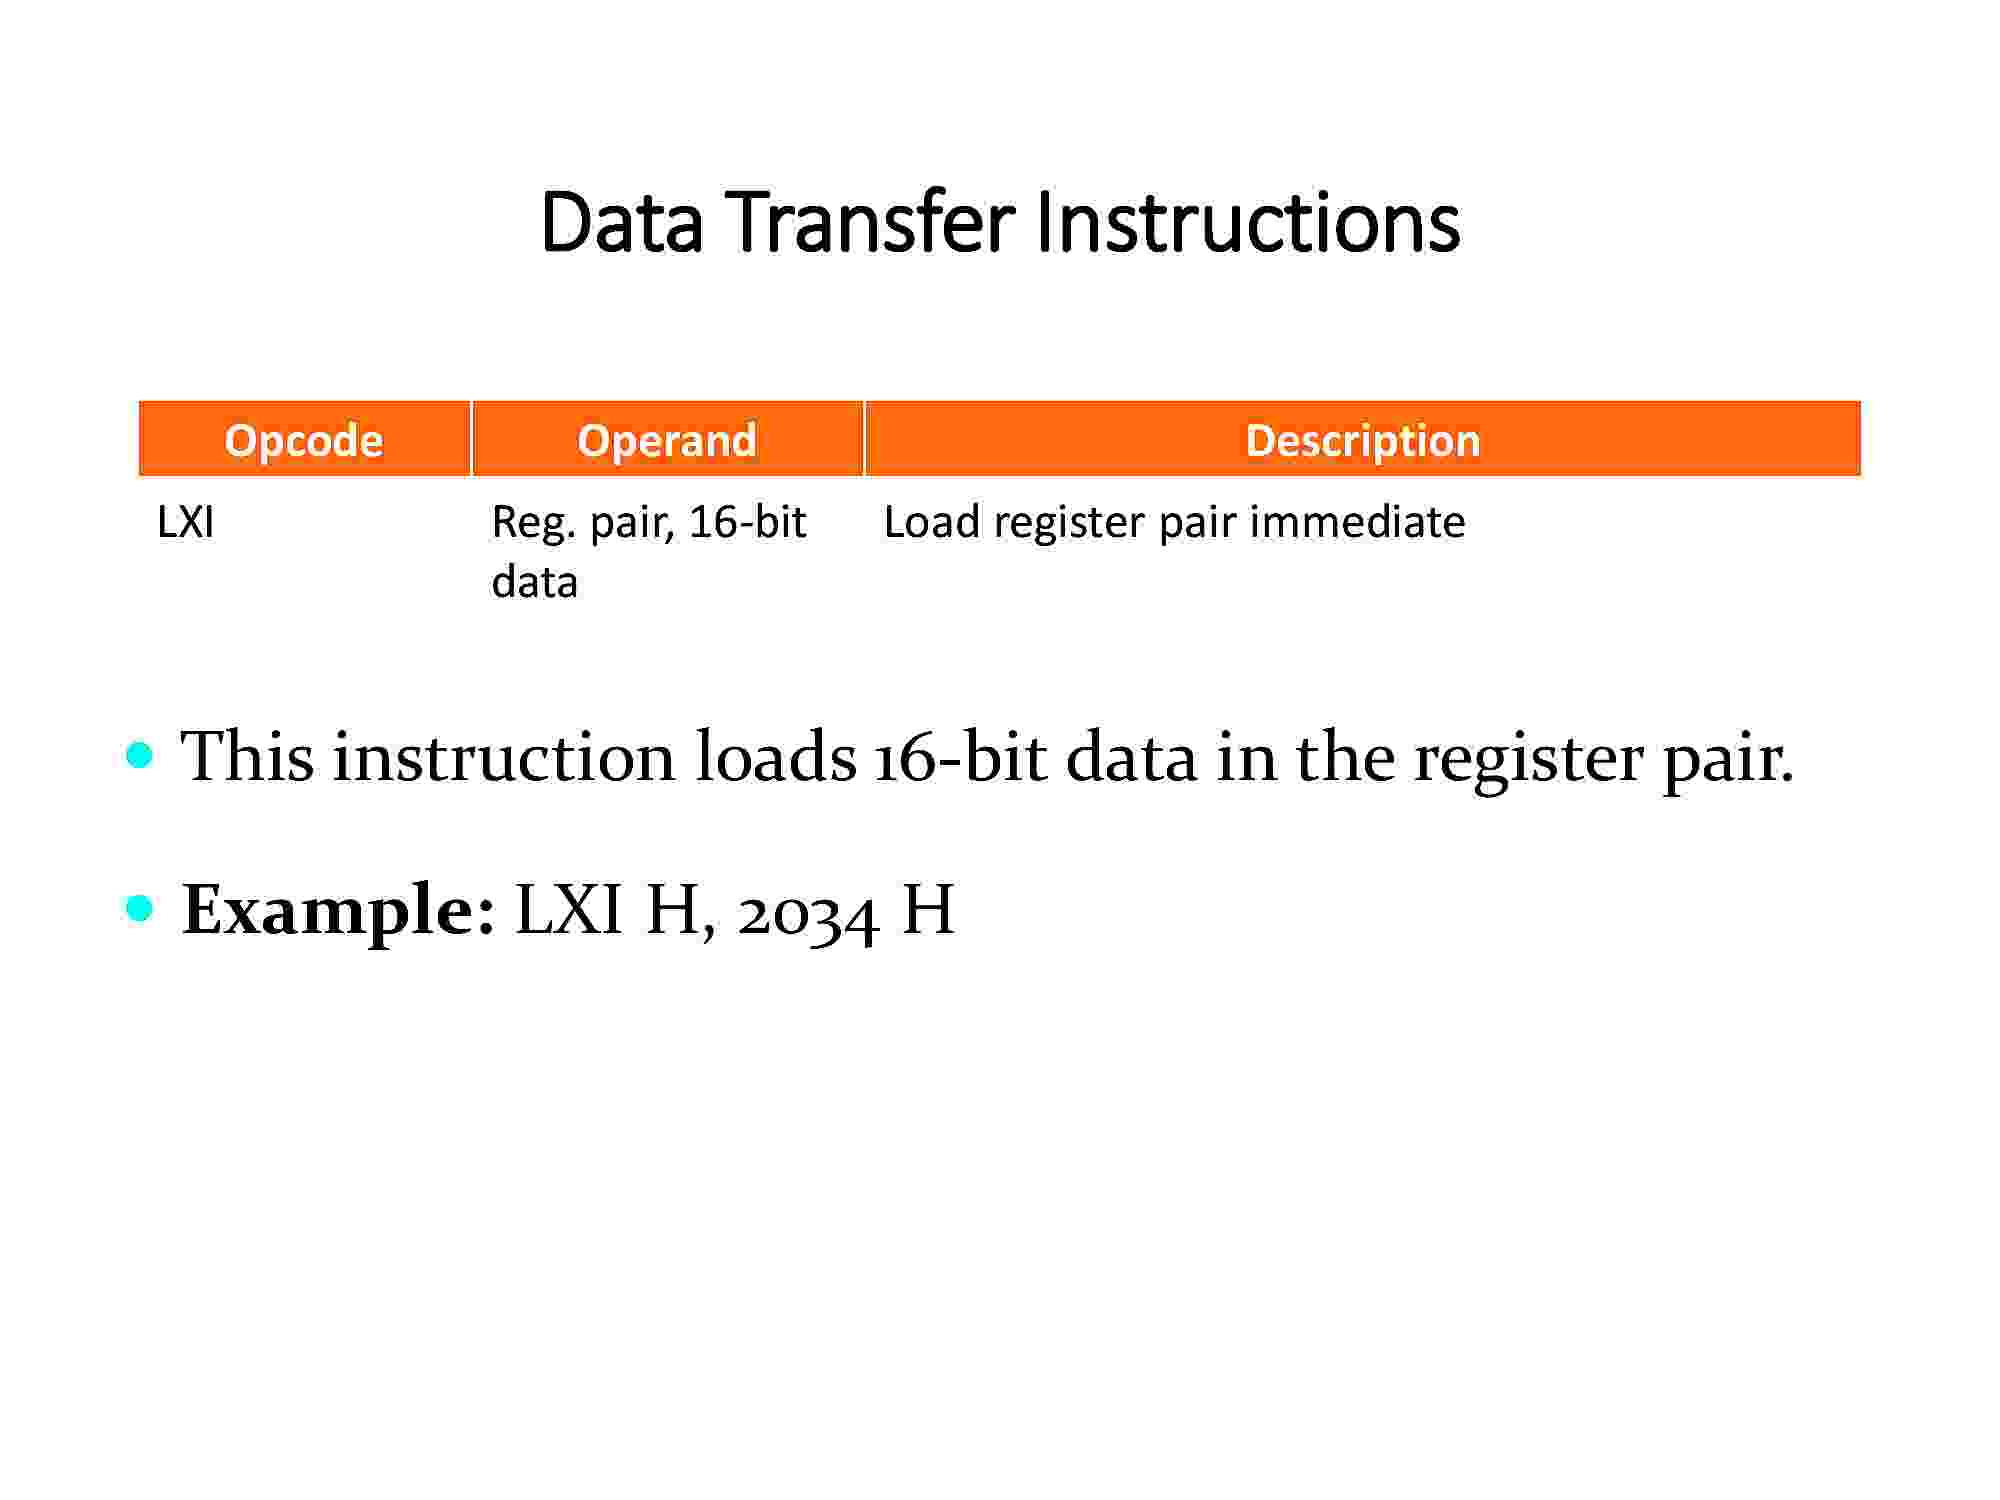 Data Transfer Instructions
Opcode Operand Description
LXI Reg. pair, 16-bit Load register pair immediate
data
• This instruction loads 16-bit data in the register pair.
• Example: LXI H, 2034 H